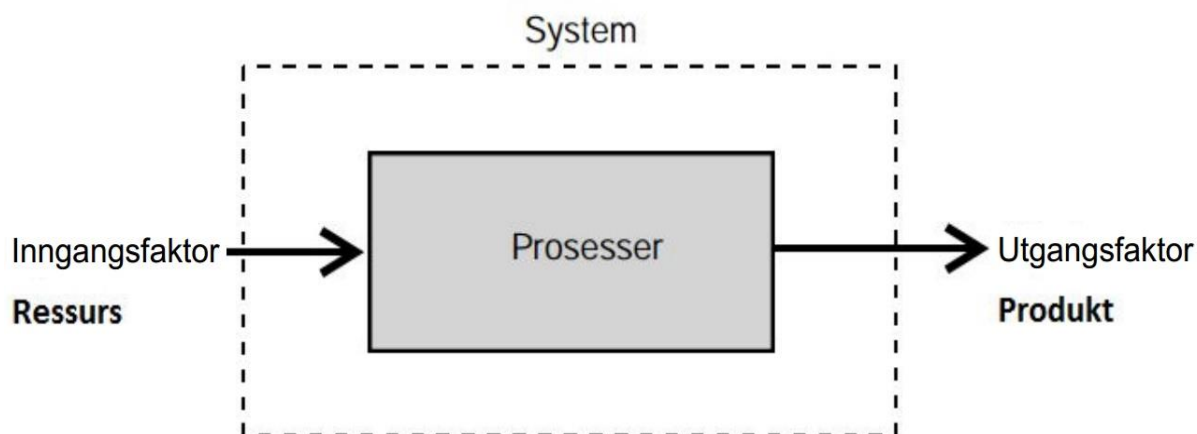 System
Inngangsfaktor
Ressurs
Prosesser
Utgangsfaktor
Produkt